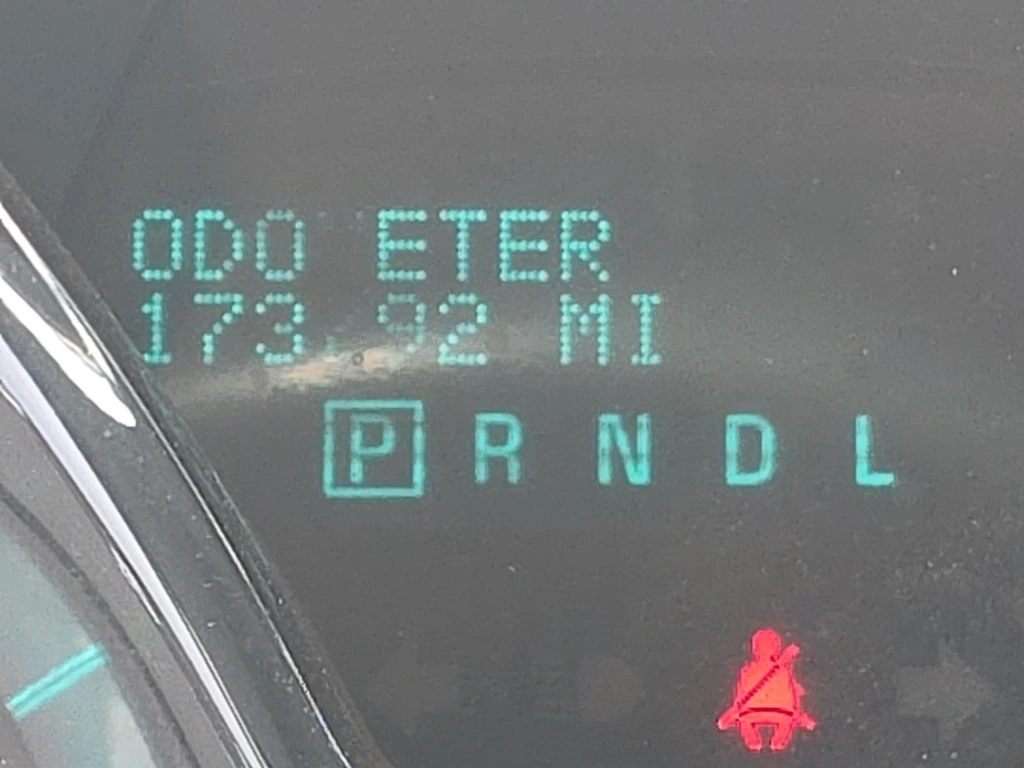 ODO ETER
173 92 MI
P R N D L